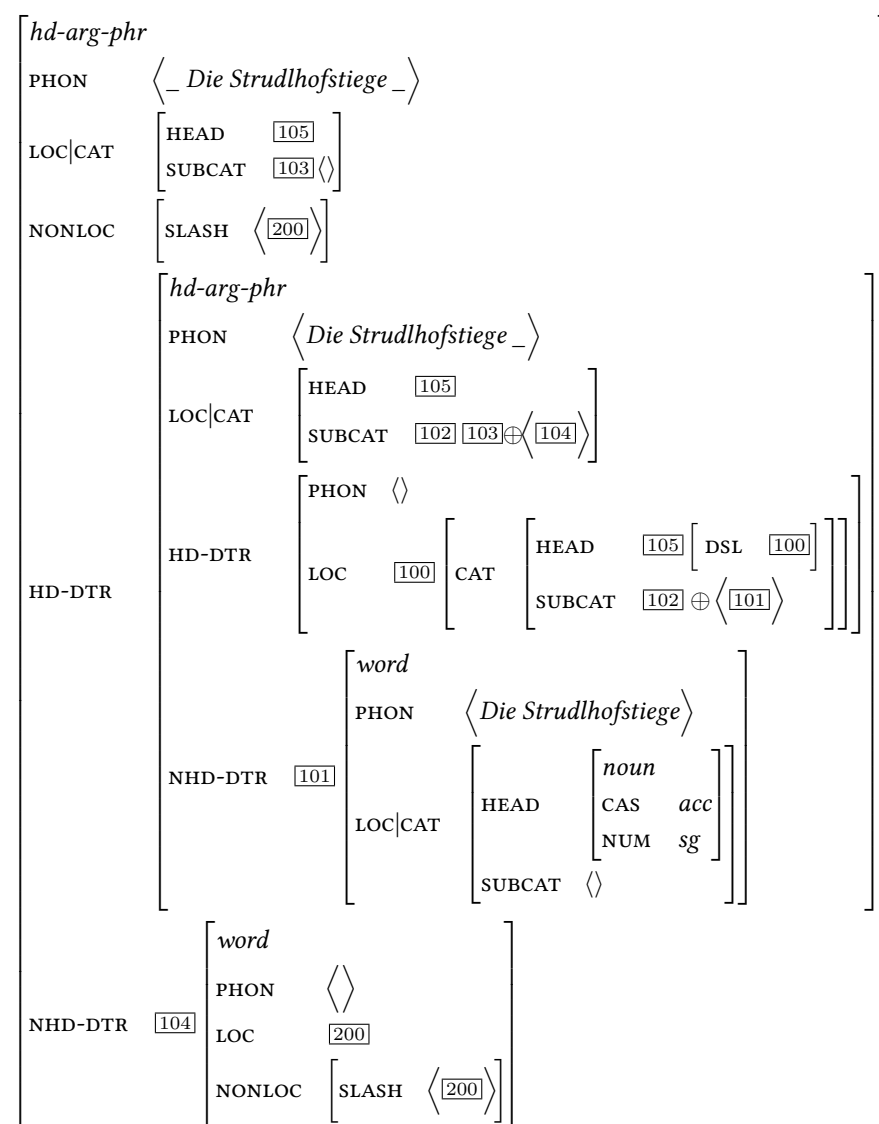 hd-arg-phr
PHON ⟨_ Die Strudlhofstiege _⟩
HEAD 105
LOC|CAT
SUBCAT 103 ⟨⟩
NONLOC [SLASH ⟨200⟩]
hd-arg-phr
PHON ⟨Die Strudlhofstiege _⟩
HEAD 105
LOC|CAT
SUBCAT 102 103 ⊕ ⟨104⟩
PHON ⟨⟩
HD-DTR
HEAD 105 [DSL 100]
LOC 100 CAT
SUBCAT 102 ⊕ ⟨101⟩
HD-DTR
word
PHON ⟨Die Strudlhofstiege⟩
NHD-DTR 101
noun
HEAD CAS acc
LOC|CAT
NUM sg
SUBCAT ⟨⟩
word
PHON ⟨⟩
NHD-DTR 104
LOC 200
NONLOC [SLASH ⟨200⟩]